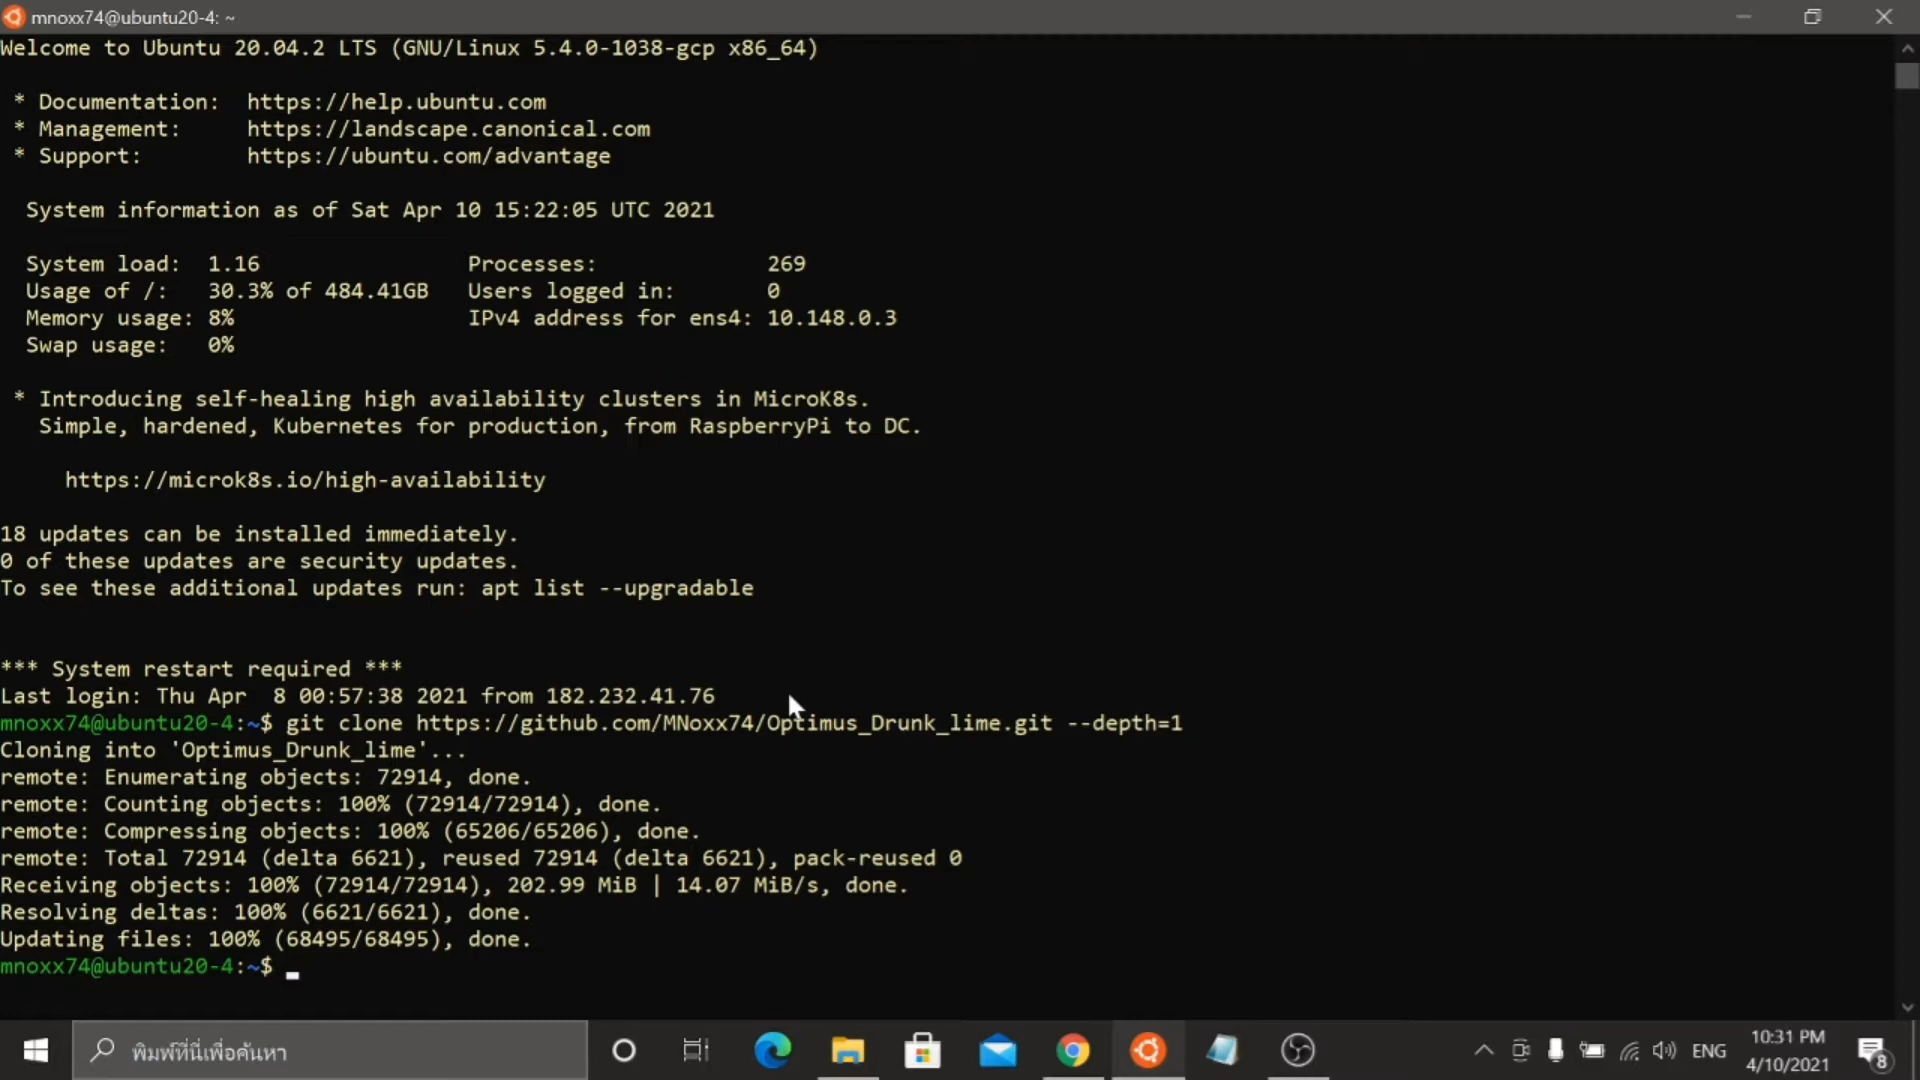 mnoxx74@ubuntu20-4: ~
Welcome to Ubuntu 20.04.2 LTS (GNU/Linux 5.4.0-1038-gcp x86_64)
* Documentation:  https://help.ubuntu.com
* Management:     https://landscape.canonical.com
* Support:        https://ubuntu.com/advantage
System information as of Sat Apr 10 15:22:05 UTC 2021
System load:  1.16                Processes:             269
Usage of /:   30.3% of 484.41GB   Users logged in:       0
Memory usage: 8%                  IPv4 address for ens4: 10.148.0.3
Swap usage:   0%
* Introducing self-healing high availability clusters in MicroK8s.
Simple, hardened, Kubernetes for production, from RaspberryPi to DC.
https://microk8s.io/high-availability
18 updates can be installed immediately.
0 of these updates are security updates.
To see these additional updates run: apt list --upgradable
*** System restart required ***
Last login: Thu Apr  8 00:57:38 2021 from 182.232.41.76
mnoxx74@ubuntu20-4:~$ git clone https://github.com/MNoxx74/Optimus_Drunk_lime.git --depth=1
Cloning into 'Optimus_Drunk_lime'...
remote: Enumerating objects: 72914, done.
remote: Counting objects: 100% (72914/72914), done.
remote: Compressing objects: 100% (65206/65206), done.
remote: Total 72914 (delta 6621), reused 72914 (delta 6621), pack-reused 0
Receiving objects: 100% (72914/72914), 202.99 MiB | 14.07 MiB/s, done.
Resolving deltas: 100% (6621/6621), done.
Updating files: 100% (68495/68495), done.
mnoxx74@ubuntu20-4:~$
พิมพ์ที่นี่เพื่อค้นหา
ENG
10:31 PM
4/10/2021
8